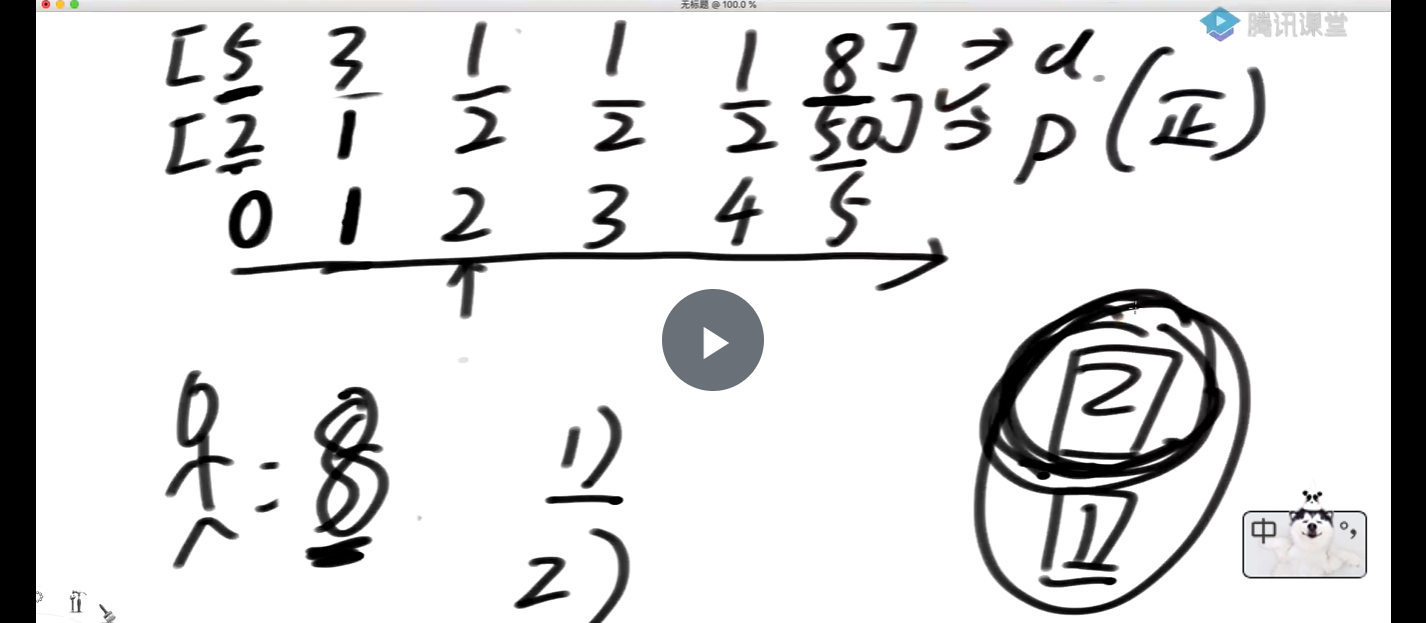 无标题 @ 100.0 %
腾讯课堂
[5 3 1 1 1 8] → d
[2 1 2 2 2 50] → p (正)
0 1 2 3 4 5
= 8
1)
2)
2
1
中 °,